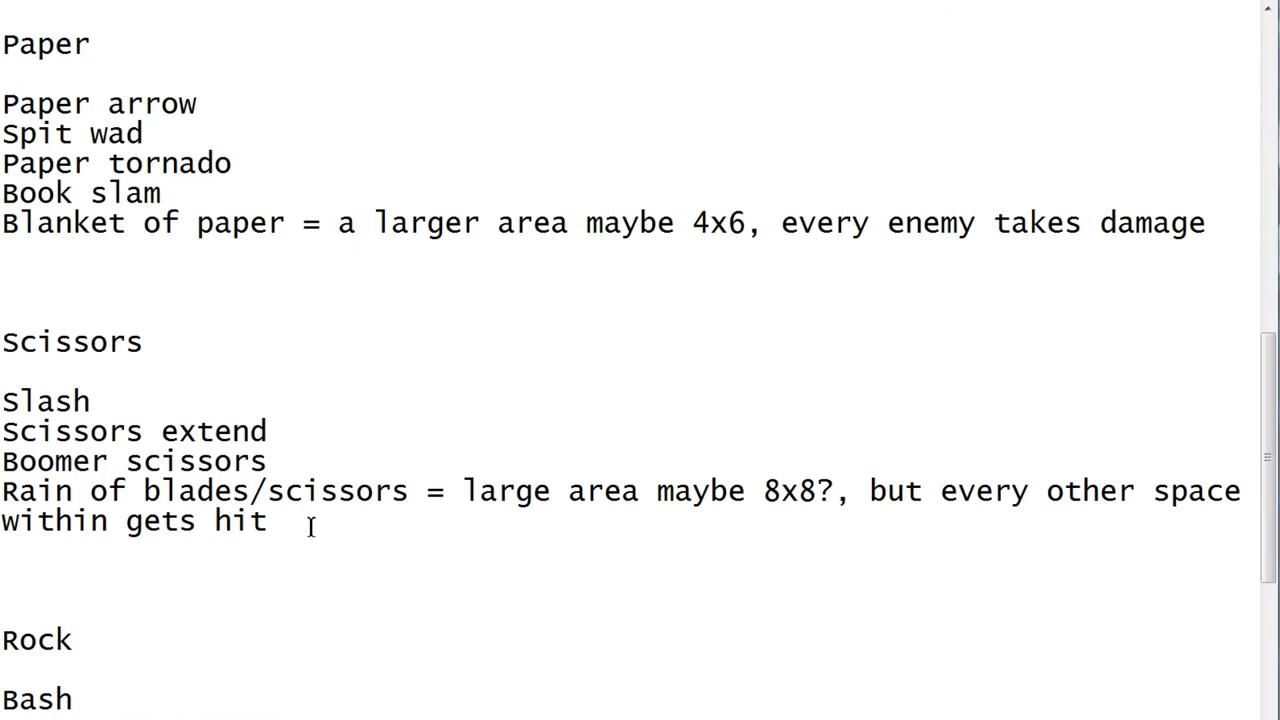 Paper
Paper arrow
Spit wad
Paper tornado
Book slam
Blanket of paper = a larger area maybe 4x6, every enemy takes damage
Scissors
Slash
Scissors extend
Boomer scissors
Rain of blades/scissors = large area maybe 8x8?, but every other space
within gets hit
Rock
Bash